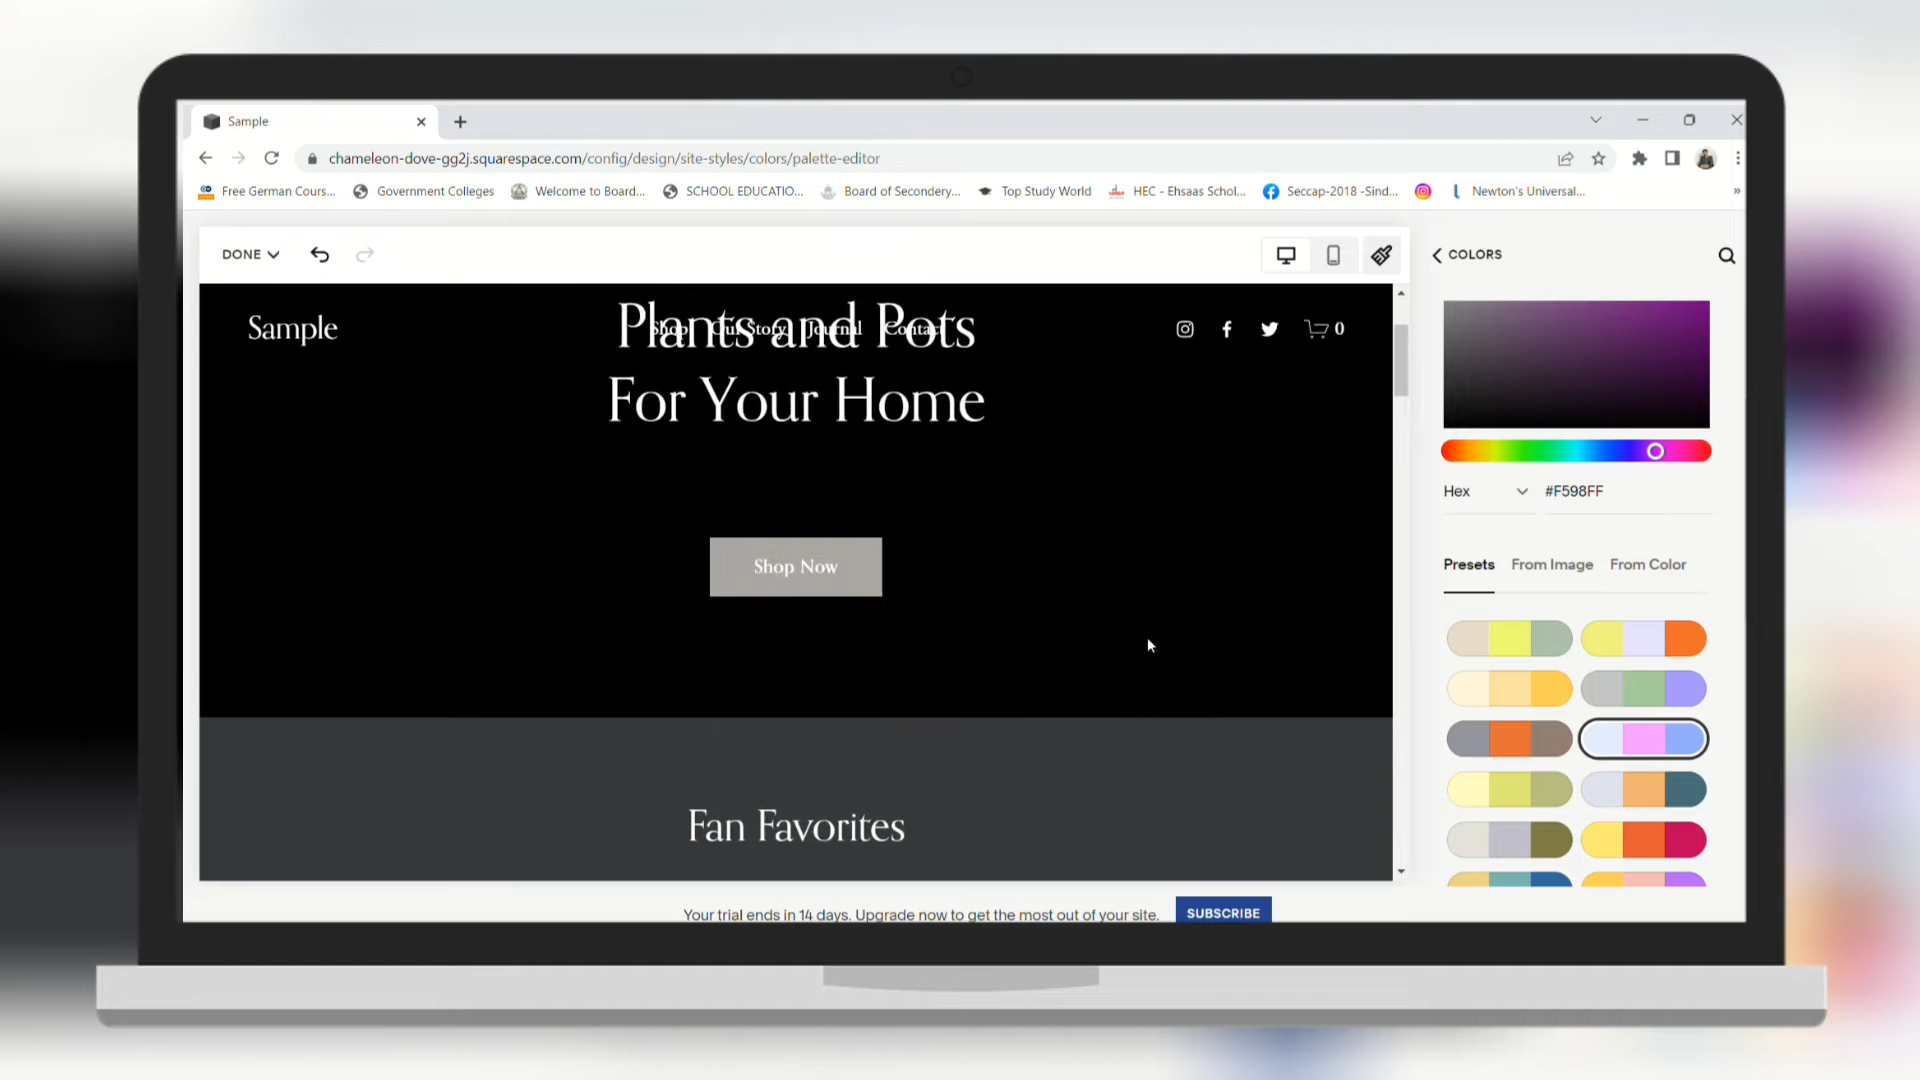 Sample
chameleon-dove-gg2j.squarespace.com/config/design/site-styles/colors/palette-editor
Free German Cours... Government Colleges Welcome to Board... SCHOOL EDUCATIO... Board of Secondery... Top Study World HEC - Ehsaas Schol... Seccap-2018 -Sind... Newton's Universal... »
DONE
COLORS
Sample
Shop Our Story Journal Contact
0
Plants and Pots
For Your Home
Shop Now
Fan Favorites
Hex #F598FF
Presets From Image From Color
Your trial ends in 14 days. Upgrade now to get the most out of your site. SUBSCRIBE